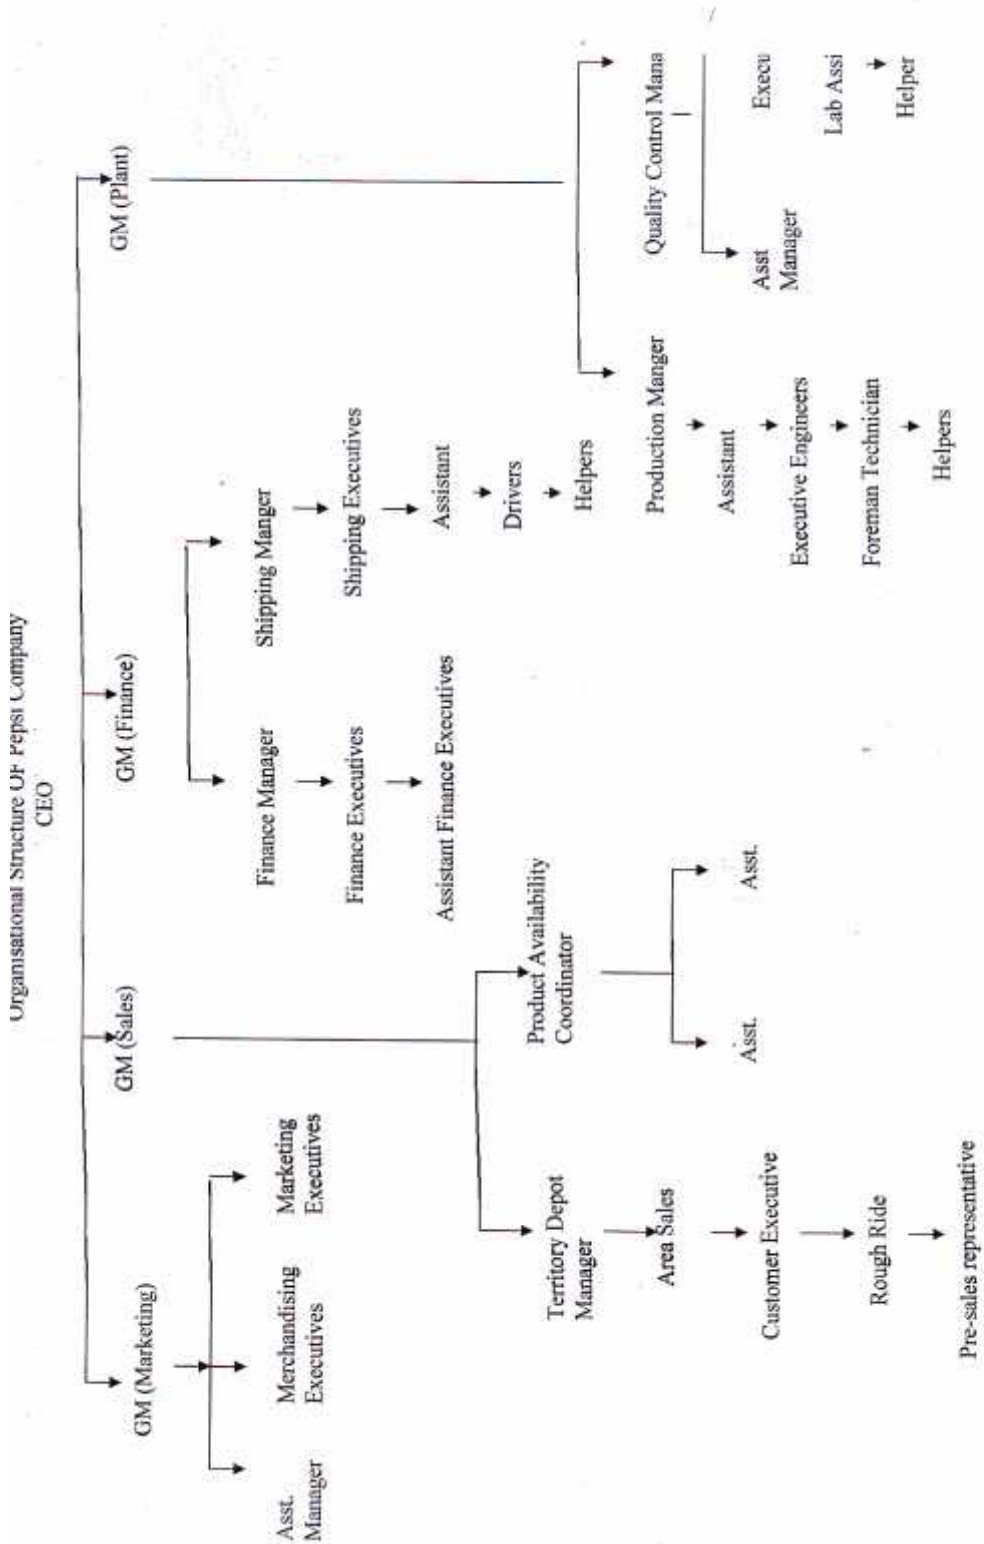 Organisational Structure OF Pepsi Company
CEO
GM (Marketing)
GM (Sales)
GM (Finance)
GM (Plant)
Asst.
Manager
Merchandising
Executives
Marketing
Executives
Territory Depot
Manager
Area Sales
Customer Executive
Rough Ride
Pre-sales representative
Product Availability
Coordinator
Asst.
Asst.
Finance Manager
Finance Executives
Assistant Finance Executives
Shipping Manger
Shipping Executives
Assistant
Drivers
Helpers
Production Manger
Assistant
Executive Engineers
Foreman Technician
Helpers
Quality Control Mana
Asst
Manager
Execu
Lab Assi
Helper